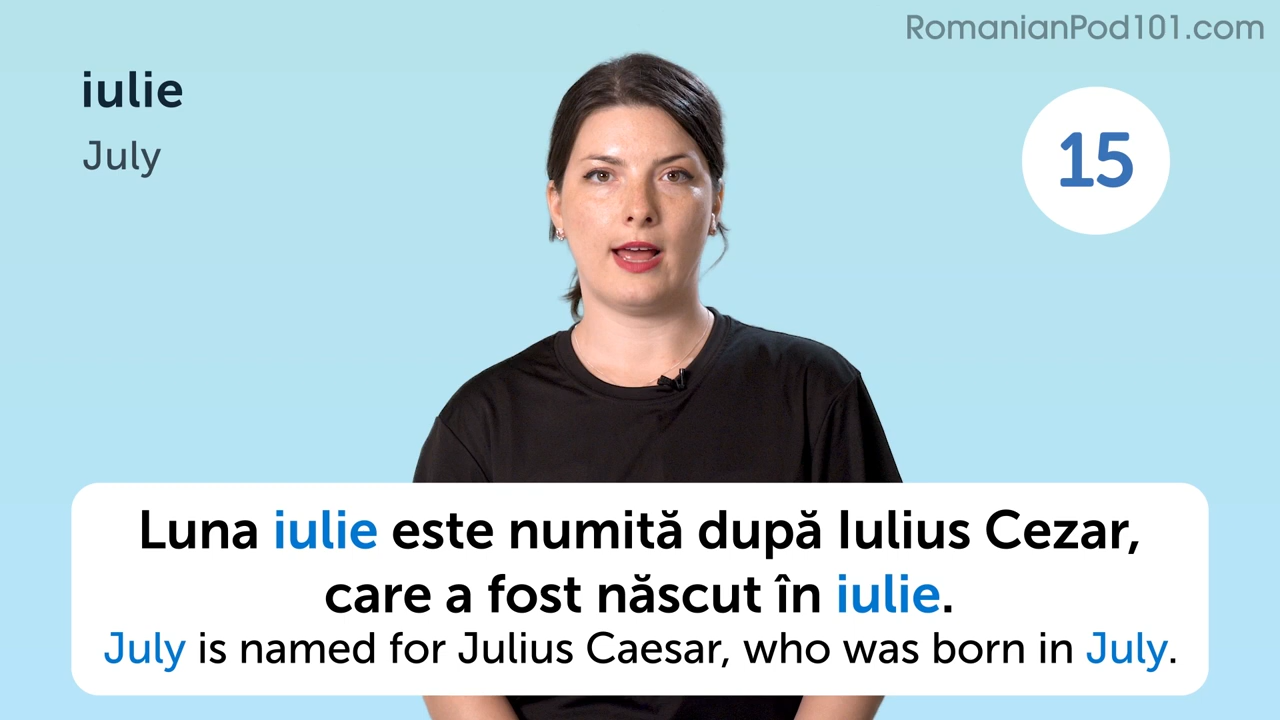 RomanianPod101.com
iulie
July
15
Luna iulie este numită după Iulius Cezar,
care a fost născut în iulie.
July is named for Julius Caesar, who was born in July.